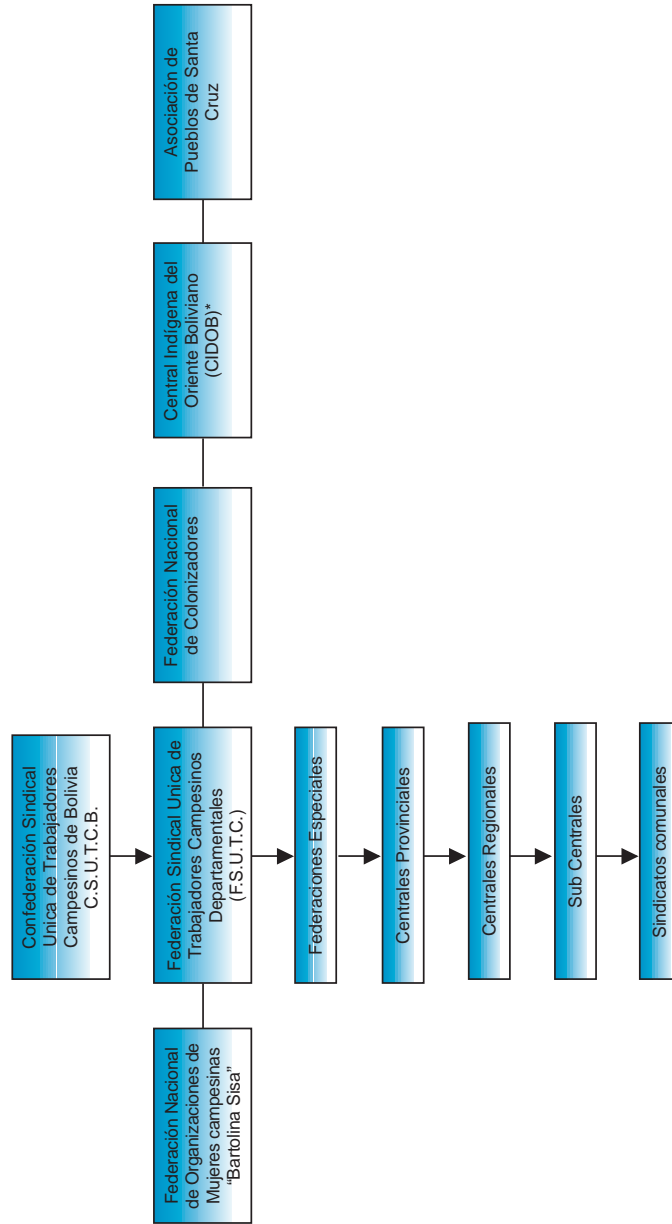 Confederación Sindical
Unica de Trabajadores
Campesinos de Bolivia
C.S.U.T.C.B.
Federación Nacional
de Organizaciones de
Mujeres campesinas
“Bartolina Sisa”
Federación Sindical Unica de
Trabajadores Campesinos
Departamentales
(F.S.U.T.C.)
Federación Nacional
de Colonizadores
Central Indígena del
Oriente Boliviano
(CIDOB)*
Asociación de
Pueblos de Santa
Cruz
Federaciones Especiales
Centrales Provinciales
Centrales Regionales
Sub Centrales
Sindicatos comunales